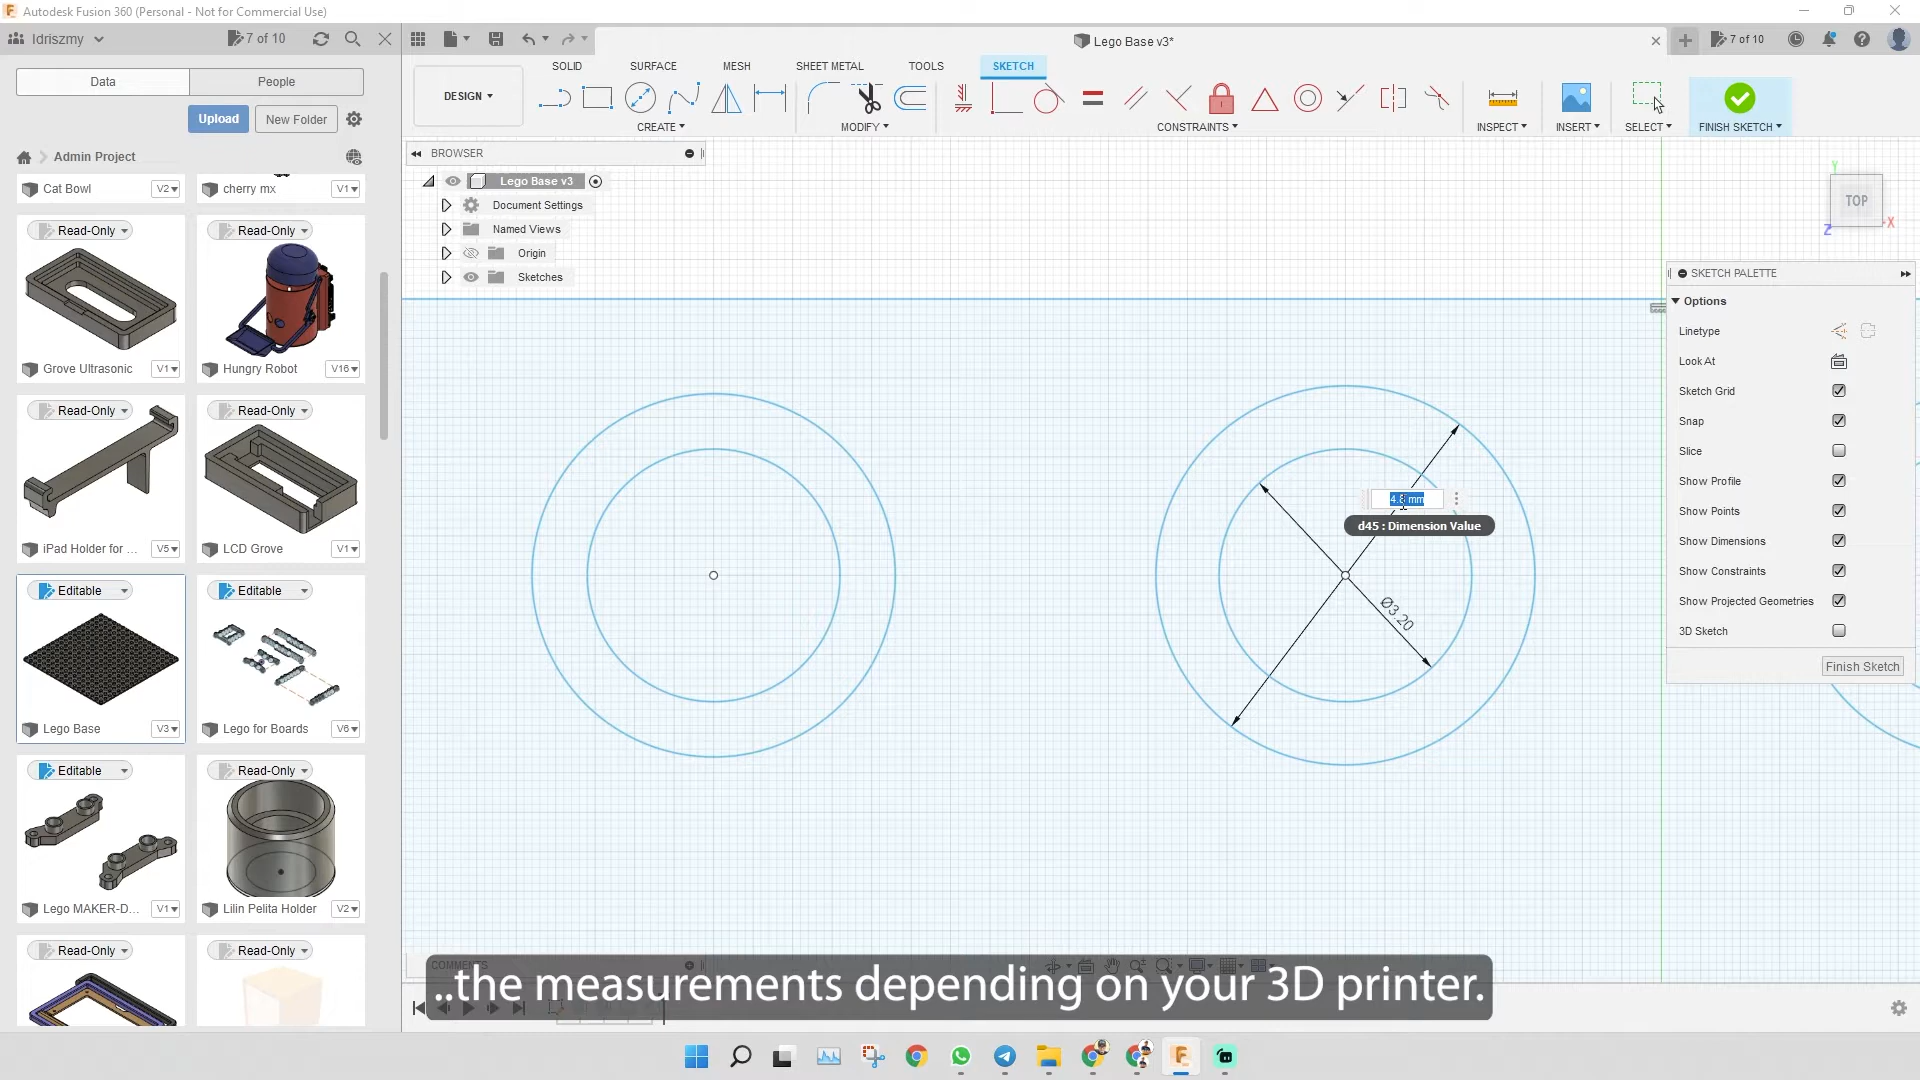 Autodesk Fusion 360 (Personal - Not for Commercial Use)
Idriszmy
7 of 10
Lego Base v3*
7 of 10
Data
People
Upload
New Folder
Admin Project
Cat Bowl
V2
cherry mx
V1
Read-Only
Read-Only
Grove Ultrasonic
V1
Hungry Robot
V16
Read-Only
Read-Only
iPad Holder for ...
V5
LCD Grove
V1
Editable
Editable
Lego Base
V3
Lego for Boards
V6
Editable
Read-Only
Lego MAKER-D...
V1
Lilin Pelita Holder
V2
Read-Only
Read-Only
DESIGN
SOLID
SURFACE
MESH
SHEET METAL
TOOLS
SKETCH
CREATE
MODIFY
CONSTRAINTS
INSPECT
INSERT
SELECT
FINISH SKETCH
BROWSER
Lego Base v3
Document Settings
Named Views
Origin
Sketches
TOP
Y
X
Z
SKETCH PALETTE
Options
Linetype
Look At
Sketch Grid
Snap
Slice
Show Profile
Show Points
Show Dimensions
Show Constraints
Show Projected Geometries
3D Sketch
Finish Sketch
d45 : Dimension Value
Ø3.20
COMMENTS
..the measurements depending on your 3D printer.